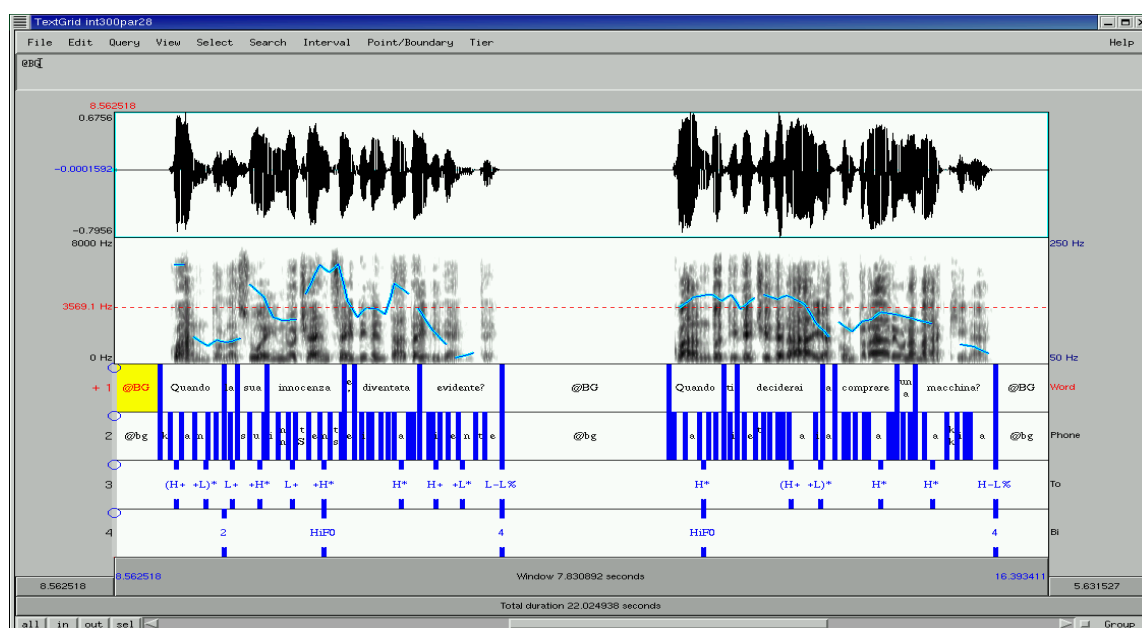 TextGrid int300par28
File Edit Query View Select Search Interval Point/Boundary Tier Help
@BG
8.562518
0.6756
-0.0001592
-0.7956
8000 Hz 250 Hz
3569.1 Hz
0 Hz 50 Hz
+ 1 @BG Quando la sua innocenza è diventata evidente? @BG Quando ti deciderai a comprare una macchina? @BG Word
2 @bg k a n s u i n n t S e n t s e i a i e n t e @bg a i e t a a a a k k i a @bg Phone
3 (H+ +L)* L+ +H* L+ +H* H* H+ +L* L-L% H* (H+ +L)* H* H* H-L% To
4 2 HiF0 4 HiF0 4 Bi
8.562518 Window 7.830892 seconds 16.393411
8.562518 5.631527
Total duration 22.024938 seconds
all in out sel Group